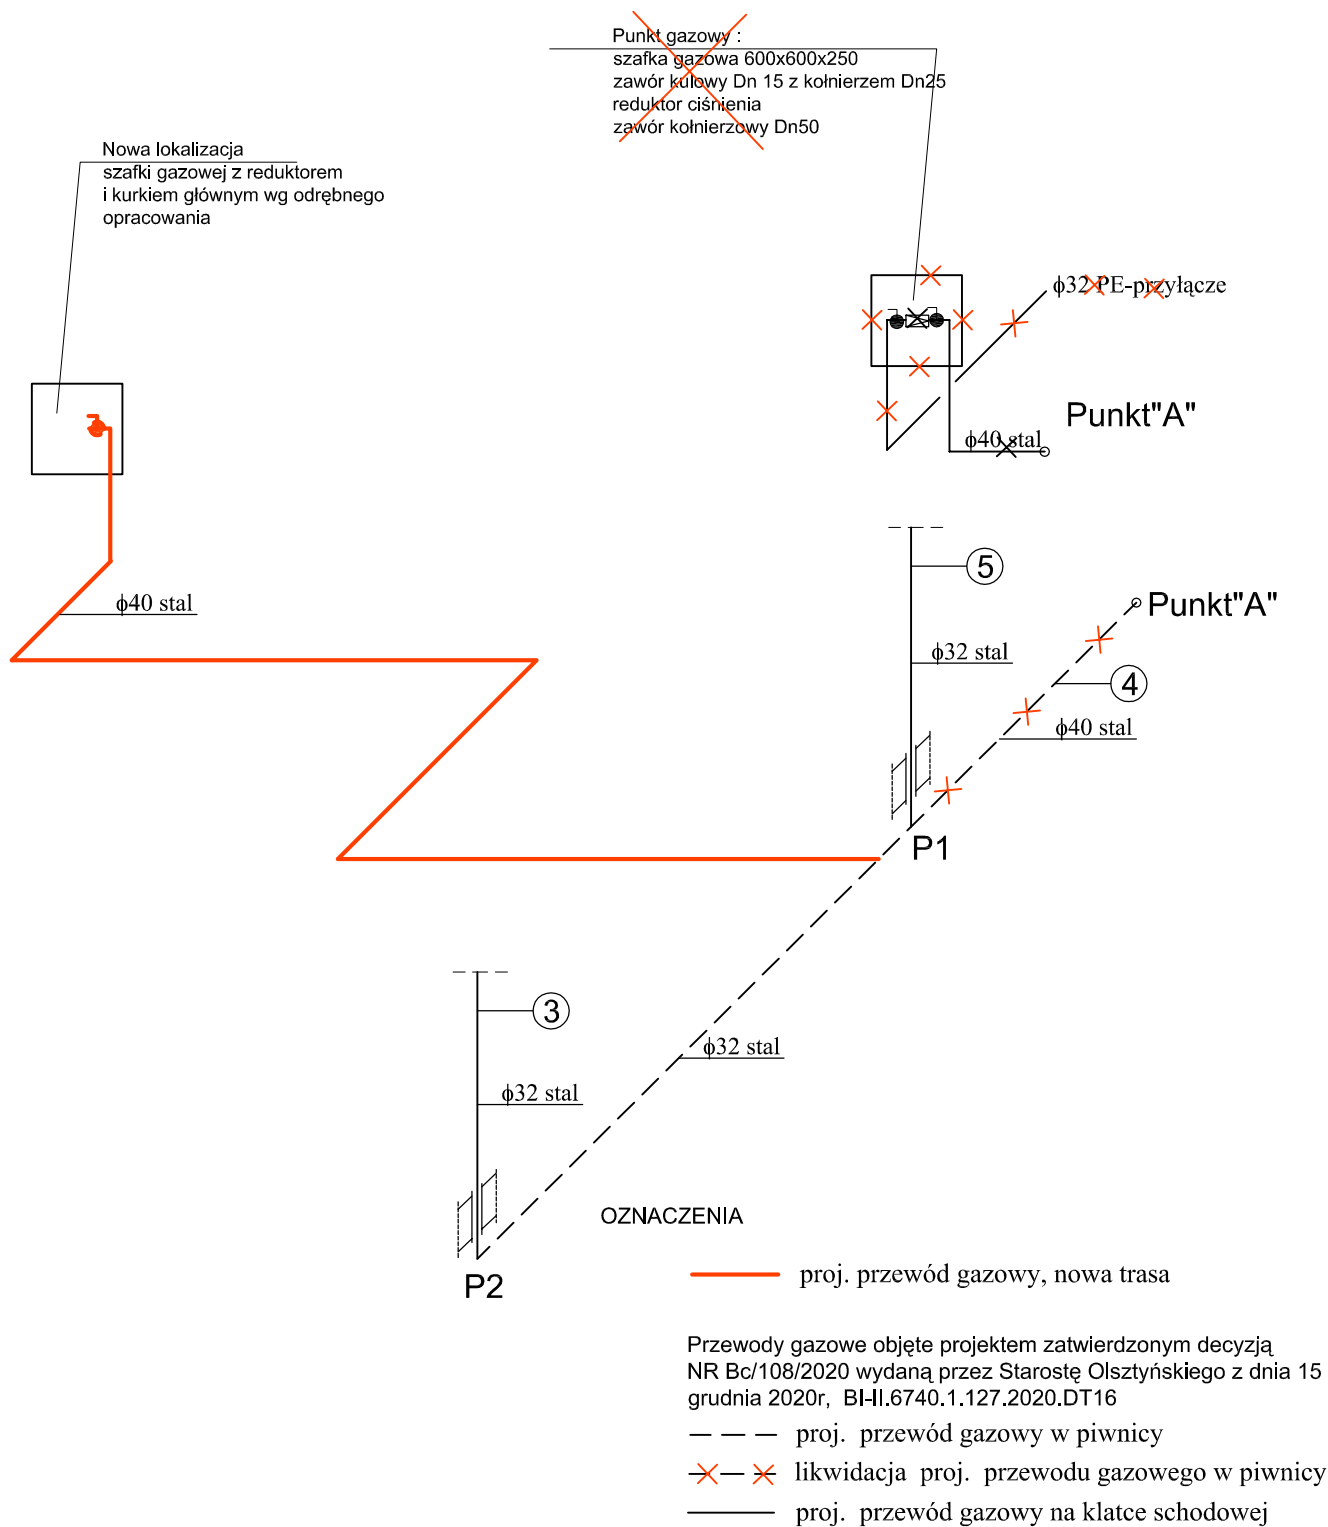 Punkt gazowy :
szafka gazowa 600x600x250
zawór kulowy Dn 15 z kołnierzem Dn25
reduktor ciśnienia
zawór kołnierzowy Dn50
Nowa lokalizacja
szafki gazowej z reduktorem
i kurkiem głównym wg odrębnego
opracowania
ϕ32 PE-przyłącze
Punkt"A"
ϕ40 stal
5
ϕ40 stal
Punkt"A"
ϕ32 stal
4
ϕ40 stal
P1
3
ϕ32 stal
ϕ32 stal
OZNACZENIA
P2
proj. przewód gazowy, nowa trasa
Przewody gazowe objęte projektem zatwierdzonym decyzją
NR Bc/108/2020 wydaną przez Starostę Olsztyńskiego z dnia 15
grudnia 2020r, BI-II.6740.1.127.2020.DT16
proj. przewód gazowy w piwnicy
likwidacja proj. przewodu gazowego w piwnicy
proj. przewód gazowy na klatce schodowej